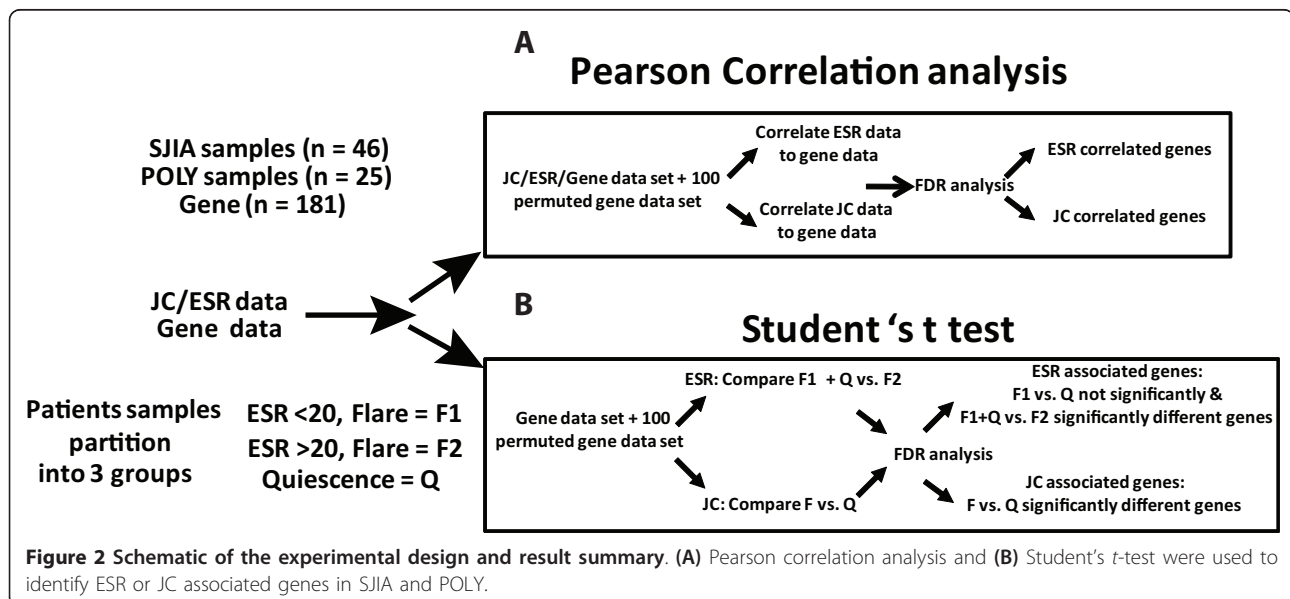 A
Pearson Correlation analysis
SJIA samples (n = 46)
POLY samples (n = 25)
Gene (n = 181)
JC/ESR/Gene data set + 100
permuted gene data set
Correlate ESR data
to gene data
Correlate JC data
to gene data
FDR analysis
ESR correlated genes
JC correlated genes
JC/ESR data
Gene data
B
Student ‘s t test
Patients samples
partition
into 3 groups
ESR <20, Flare = F1
ESR >20, Flare = F2
Quiescence = Q
Gene data set + 100
permuted gene data set
ESR: Compare F1 + Q vs. F2
JC: Compare F vs. Q
FDR analysis
ESR associated genes:
F1 vs. Q not significantly &
F1+Q vs. F2 significantly different genes
JC associated genes:
F vs. Q significantly different genes
Figure 2 Schematic of the experimental design and result summary. (A) Pearson correlation analysis and (B) Student’s t-test were used to
identify ESR or JC associated genes in SJIA and POLY.